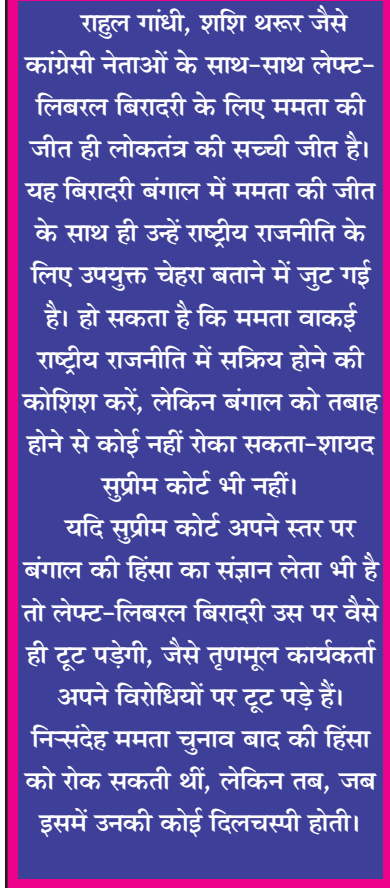 राहुल गांधी, शशि थरूर जैसे
कांग्रेसी नेताओं के साथ-साथ लेफ्ट-
लिबरल बिरादरी के लिए ममता की
जीत ही लोकतंत्र की सच्ची जीत है।
यह बिरादरी बंगाल में ममता की जीत
के साथ ही उन्हें राष्ट्रीय राजनीति के
लिए उपयुक्त चेहरा बताने में जुट गई
है। हो सकता है कि ममता वाकई
राष्ट्रीय राजनीति में सक्रिय होने की
कोशिश करें, लेकिन बंगाल को तबाह
होने से कोई नहीं रोका सकता-शायद
सुप्रीम कोर्ट भी नहीं।
यदि सुप्रीम कोर्ट अपने स्तर पर
बंगाल की हिंसा का संज्ञान लेता भी है
तो लेफ्ट-लिबरल बिरादरी उस पर वैसे
ही टूट पड़ेगी, जैसे तृणमूल कार्यकर्ता
अपने विरोधियों पर टूट पड़े हैं।
निःसंदेह ममता चुनाव बाद की हिंसा
को रोक सकती थीं, लेकिन तब, जब
इसमें उनकी कोई दिलचस्पी होती।